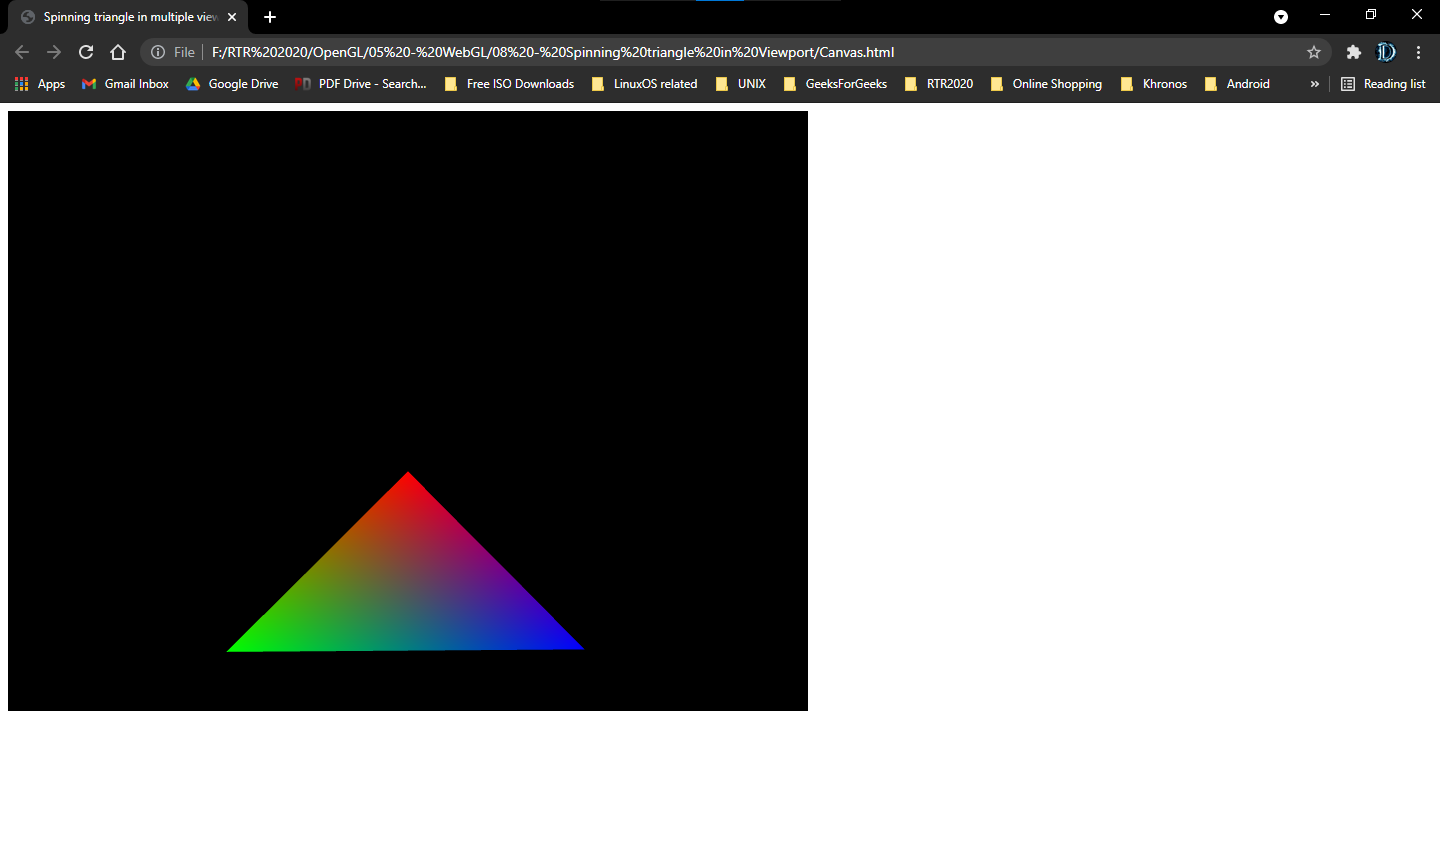 Spinning triangle in multiple view
File F:/RTR%202020/OpenGL/05%20-%20WebGL/08%20-%20Spinning%20triangle%20in%20Viewport/Canvas.html
Apps Gmail Inbox Google Drive PDF Drive - Search... Free ISO Downloads LinuxOS related UNIX GeeksForGeeks RTR2020 Online Shopping Khronos Android » Reading list